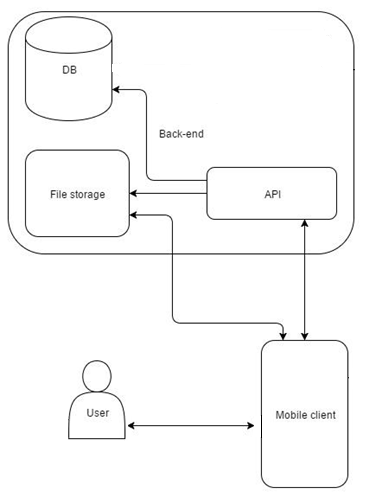 DB
Back-end
File storage
API
User
Mobile client